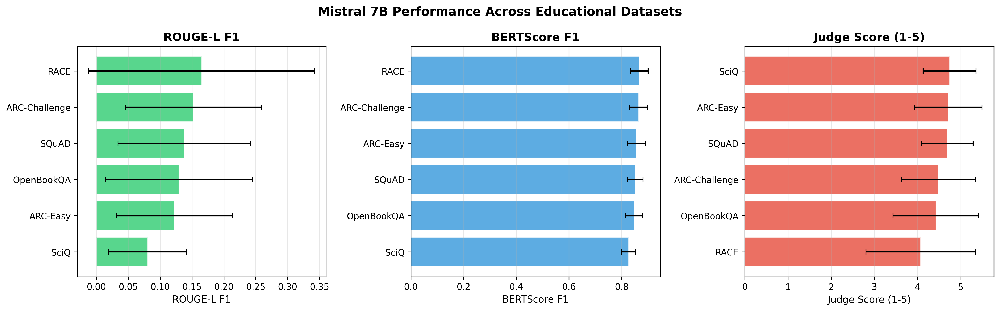 Mistral 7B Performance Across Educational Datasets
ROUGE-L F1
RACE
ARC-Challenge
SQuAD
OpenBookQA
ARC-Easy
SciQ
0.00 0.05 0.10 0.15 0.20 0.25 0.30 0.35
ROUGE-L F1
BERTScore F1
RACE
ARC-Challenge
ARC-Easy
SQuAD
OpenBookQA
SciQ
0.0 0.2 0.4 0.6 0.8
BERTScore F1
Judge Score (1-5)
SciQ
ARC-Easy
SQuAD
ARC-Challenge
OpenBookQA
RACE
0 1 2 3 4 5
Judge Score (1-5)